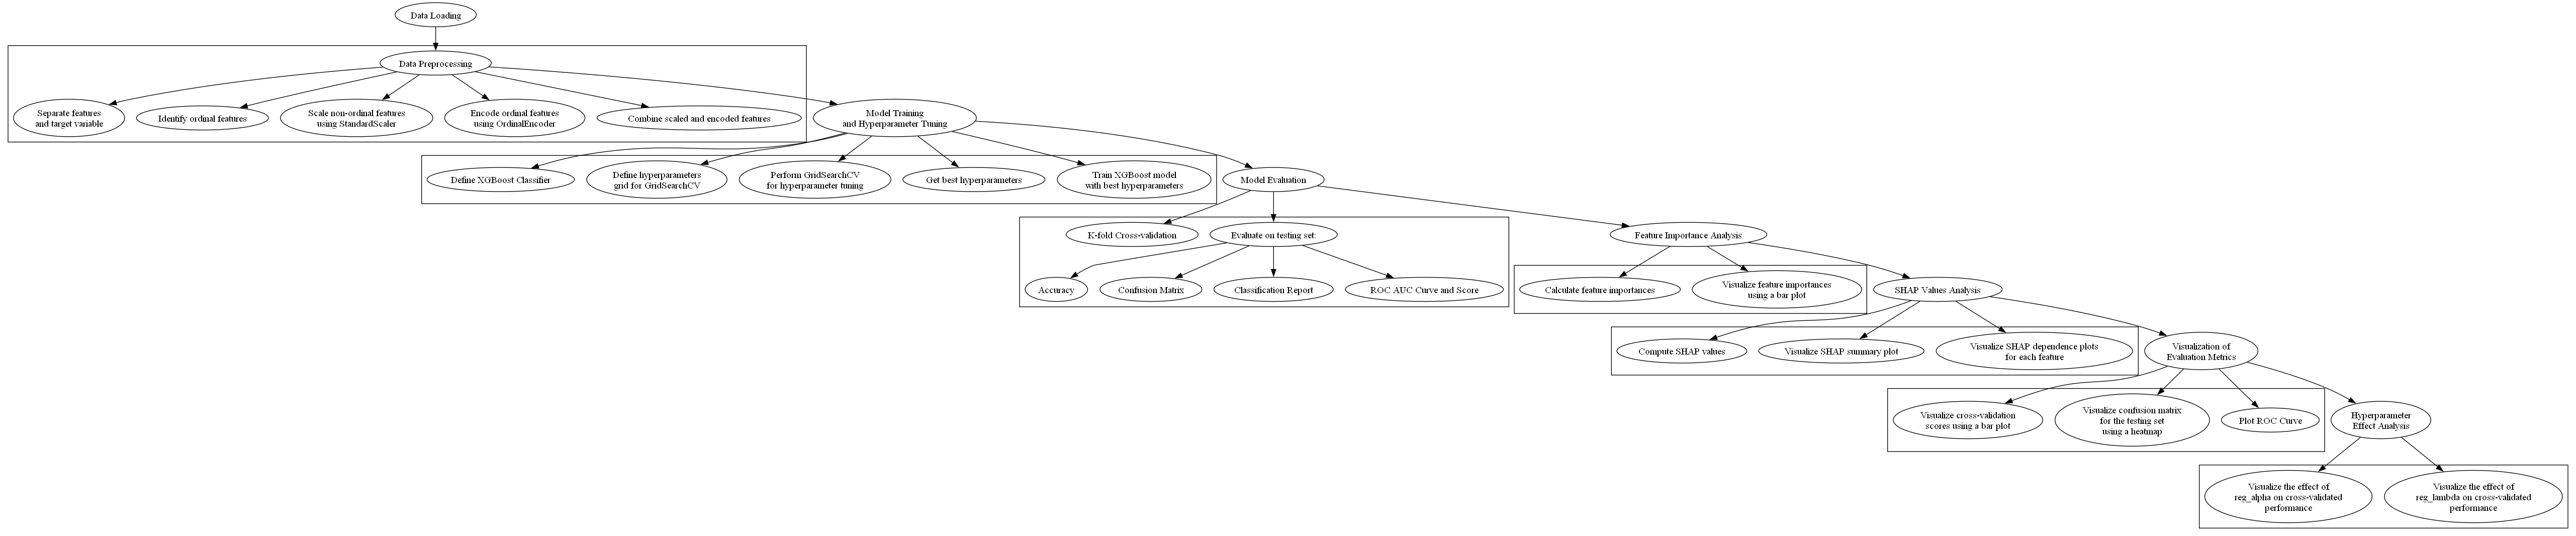 Data Loading
Data Preprocessing
Separate features
and target variable
Identify ordinal features
Scale non-ordinal features
using StandardScaler
Encode ordinal features
using OrdinalEncoder
Combine scaled and encoded features
Model Training
and Hyperparameter Tuning
Define XGBoost Classifier
Define hyperparameters
grid for GridSearchCV
Perform GridSearchCV
for hyperparameter tuning
Get best hyperparameters
Train XGBoost model
with best hyperparameters
Model Evaluation
K-fold Cross-validation
Evaluate on testing set:
Feature Importance Analysis
Accuracy
Confusion Matrix
Classification Report
ROC AUC Curve and Score
Calculate feature importances
Visualize feature importances
using a bar plot
SHAP Values Analysis
Compute SHAP values
Visualize SHAP summary plot
Visualize SHAP dependence plots
for each feature
Visualization of
Evaluation Metrics
Visualize cross-validation
scores using a bar plot
Visualize confusion matrix
for the testing set
using a heatmap
Plot ROC Curve
Hyperparameter
Effect Analysis
Visualize the effect of
reg_alpha on cross-validated
performance
Visualize the effect of
reg_lambda on cross-validated
performance